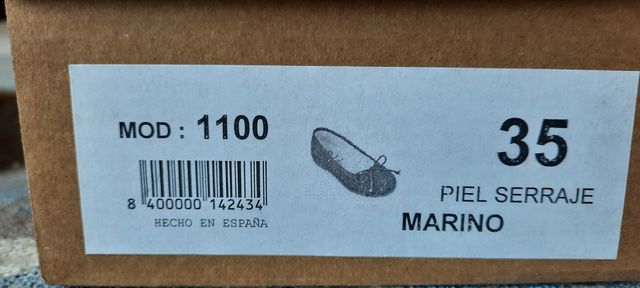 MOD : 1100
8 400000 142434
HECHO EN ESPAÑA
35
PIEL SERRAJE
MARINO